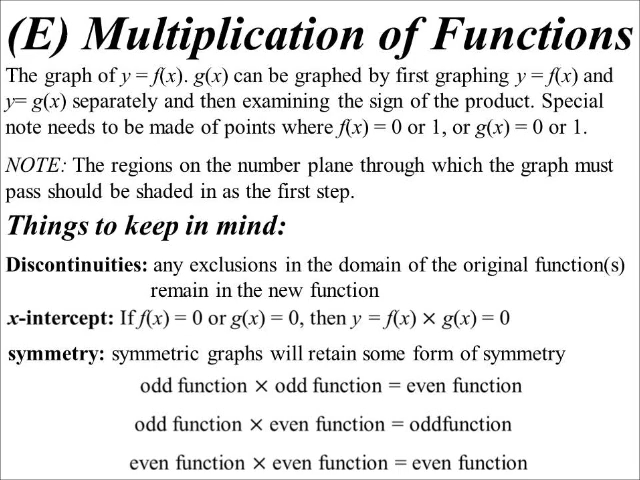 (E) Multiplication of Functions
The graph of y = f(x). g(x) can be graphed by first graphing y = f(x) and
y= g(x) separately and then examining the sign of the product. Special
note needs to be made of points where f(x) = 0 or 1, or g(x) = 0 or 1.
NOTE: The regions on the number plane through which the graph must
pass should be shaded in as the first step.
Things to keep in mind:
Discontinuities: any exclusions in the domain of the original function(s)
remain in the new function
x-intercept: If f(x) = 0 or g(x) = 0, then y = f(x) × g(x) = 0
symmetry: symmetric graphs will retain some form of symmetry
odd function × odd function = even function
odd function × even function = oddfunction
even function × even function = even function